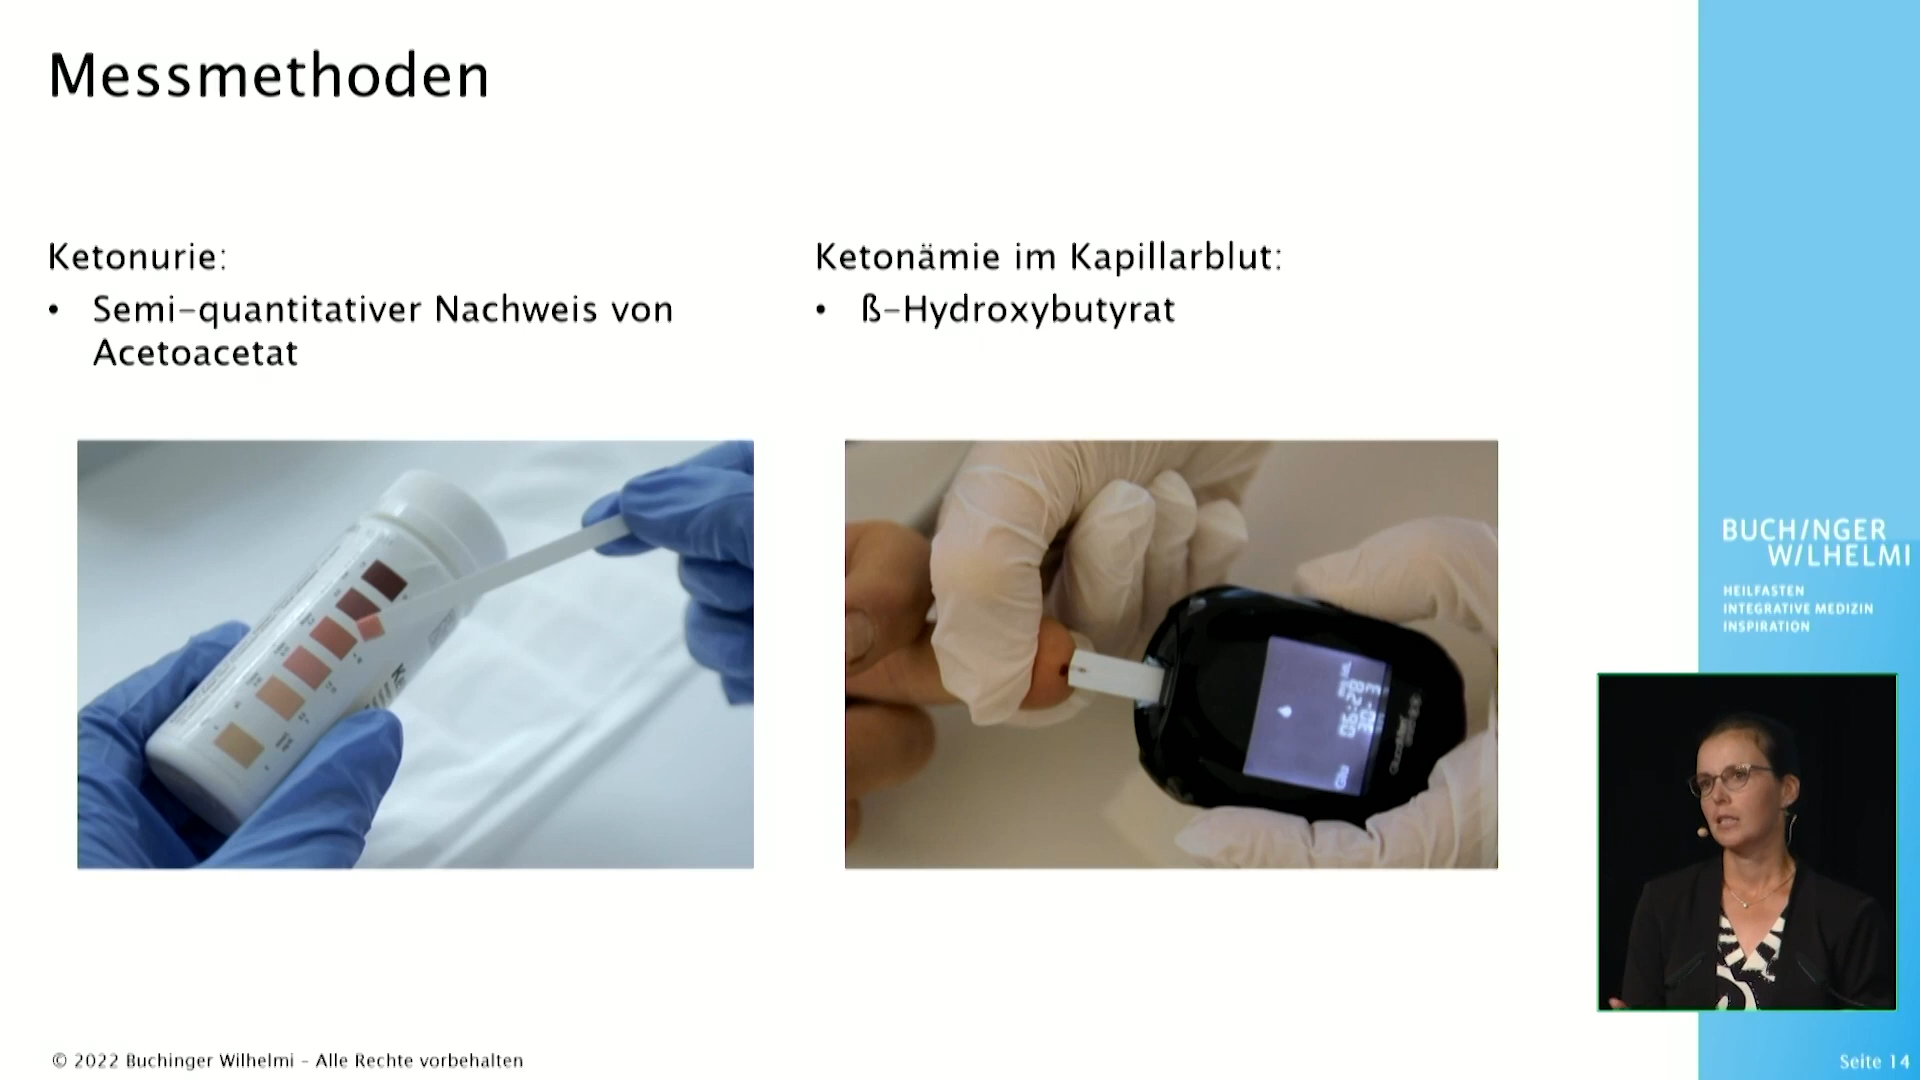 Messmethoden
Ketonurie:
• Semi-quantitativer Nachweis von
Acetoacetat
Ketonämie im Kapillarblut:
• ß-Hydroxybutyrat
BUCHINGER
WILHELMI
HEILFASTEN
INTEGRATIVE MEDIZIN
INSPIRATION
© 2022 Buchinger Wilhelmi - Alle Rechte vorbehalten
Seite 14